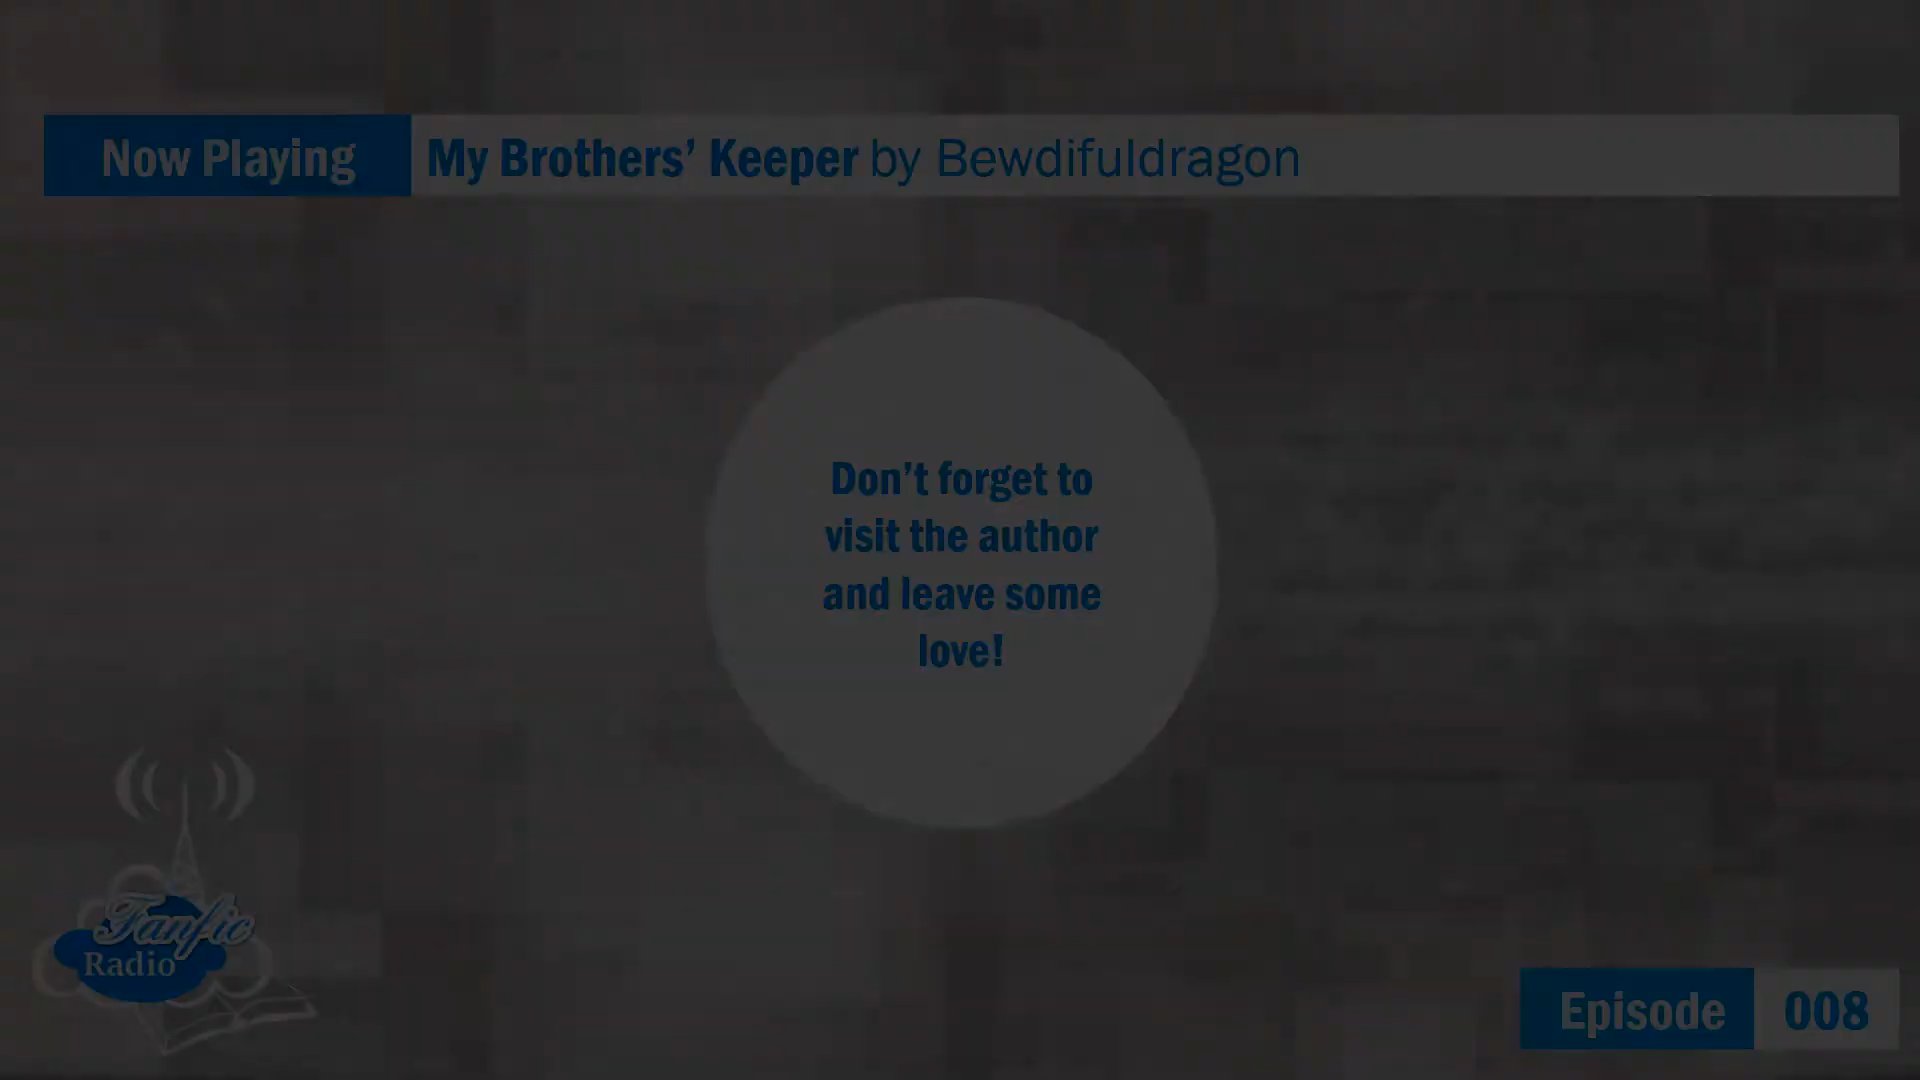 Now Playing My Brothers’ Keeper by Bewdifuldragon
Don’t forget to
visit the author
and leave some
love!
Fanfic
Radio
Episode 008